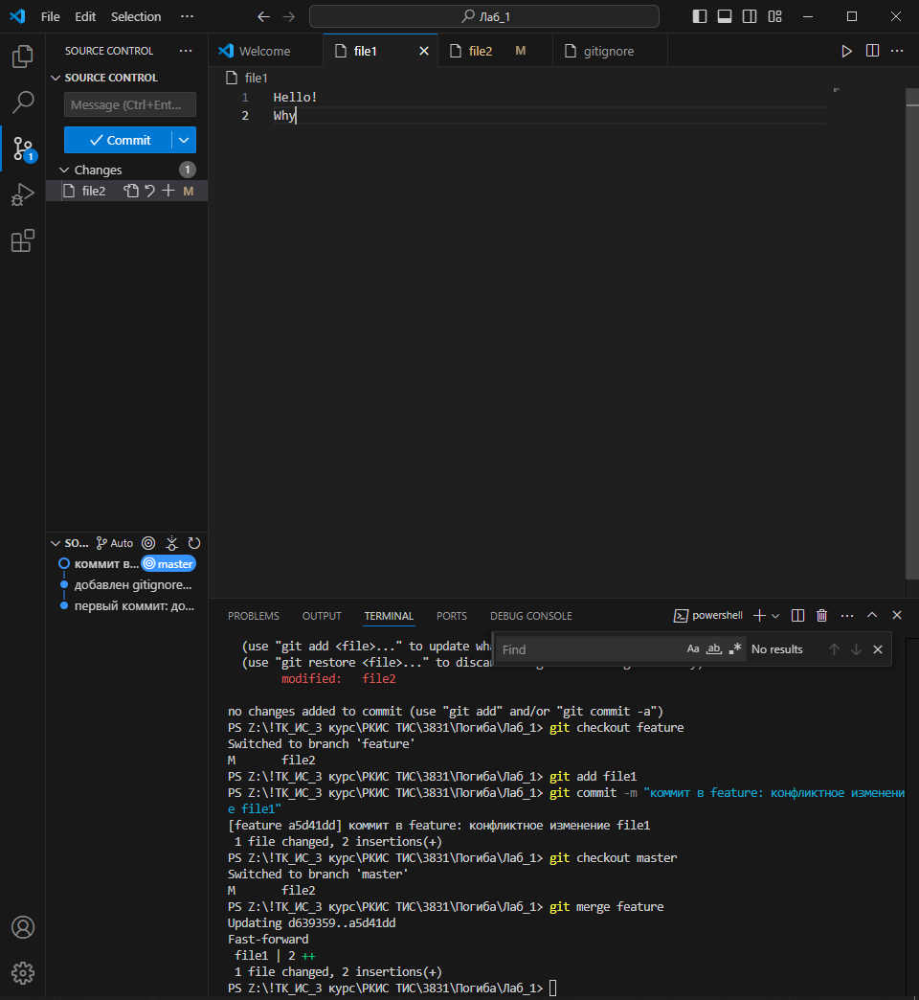 File Edit Selection ··· Лаб_1
SOURCE CONTROL ···
Welcome file1 file2 M gitignore
SOURCE CONTROL
Message (Ctrl+Ent...
Commit
Changes 1
file2 M
1
file1
1 Hello!
2 Why
SO... Auto
коммит в... master
добавлен gitignore...
первый коммит: до...
PROBLEMS OUTPUT TERMINAL PORTS DEBUG CONSOLE powershell
Find Aa ab .* No results
(use "git add <file>..." to update wh
(use "git restore <file>..." to discar
modified: file2
no changes added to commit (use "git add" and/or "git commit -a")
PS Z:\!ТК_ИС_3 курс\РКИС ТИС\3831\Погиба\Лаб_1> git checkout feature
Switched to branch 'feature'
M file2
PS Z:\!ТК_ИС_3 курс\РКИС ТИС\3831\Погиба\Лаб_1> git add file1
PS Z:\!ТК_ИС_3 курс\РКИС ТИС\3831\Погиба\Лаб_1> git commit -m "коммит в feature: конфликтное изменени
е file1"
[feature a5d41dd] коммит в feature: конфликтное изменение file1
1 file changed, 2 insertions(+)
PS Z:\!ТК_ИС_3 курс\РКИС ТИС\3831\Погиба\Лаб_1> git checkout master
Switched to branch 'master'
M file2
PS Z:\!ТК_ИС_3 курс\РКИС ТИС\3831\Погиба\Лаб_1> git merge feature
Updating d639359..a5d41dd
Fast-forward
file1 | 2 ++
1 file changed, 2 insertions(+)
PS Z:\!ТК_ИС_3 курс\РКИС ТИС\3831\Погиба\Лаб_1>